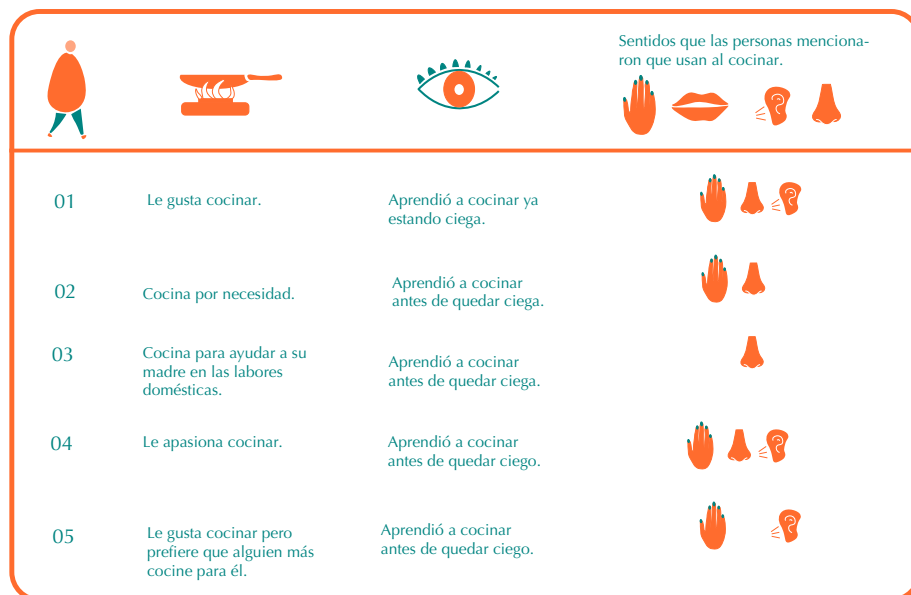 Sentidos que las personas menciona-
ron que usan al cocinar.
01
Le gusta cocinar.
Aprendió a cocinar ya
estando ciega.
02
Cocina por necesidad.
Aprendió a cocinar
antes de quedar ciega.
03
Cocina para ayudar a su
madre en las labores
domésticas.
Aprendió a cocinar
antes de quedar ciega.
04
Le apasiona cocinar.
Aprendió a cocinar
antes de quedar ciego.
05
Le gusta cocinar pero
prefiere que alguien más
cocine para él.
Aprendió a cocinar
antes de quedar ciego.